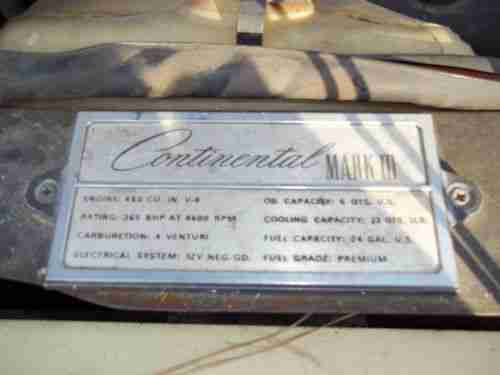 Continental MARK III
ENGINE: 460 CU. IN. V-8 OIL CAPACITY: QTS. U.S.
RATING: 365 BHP AT 4600 RPM COOLING CAPACITY: QTS.
CARBURETION: 4 VENTURI FUEL CAPACITY: 24 GAL. U.S.
ELECTRICAL SYSTEM: 12V NEG. GD. FUEL GRADE: PREMIUM